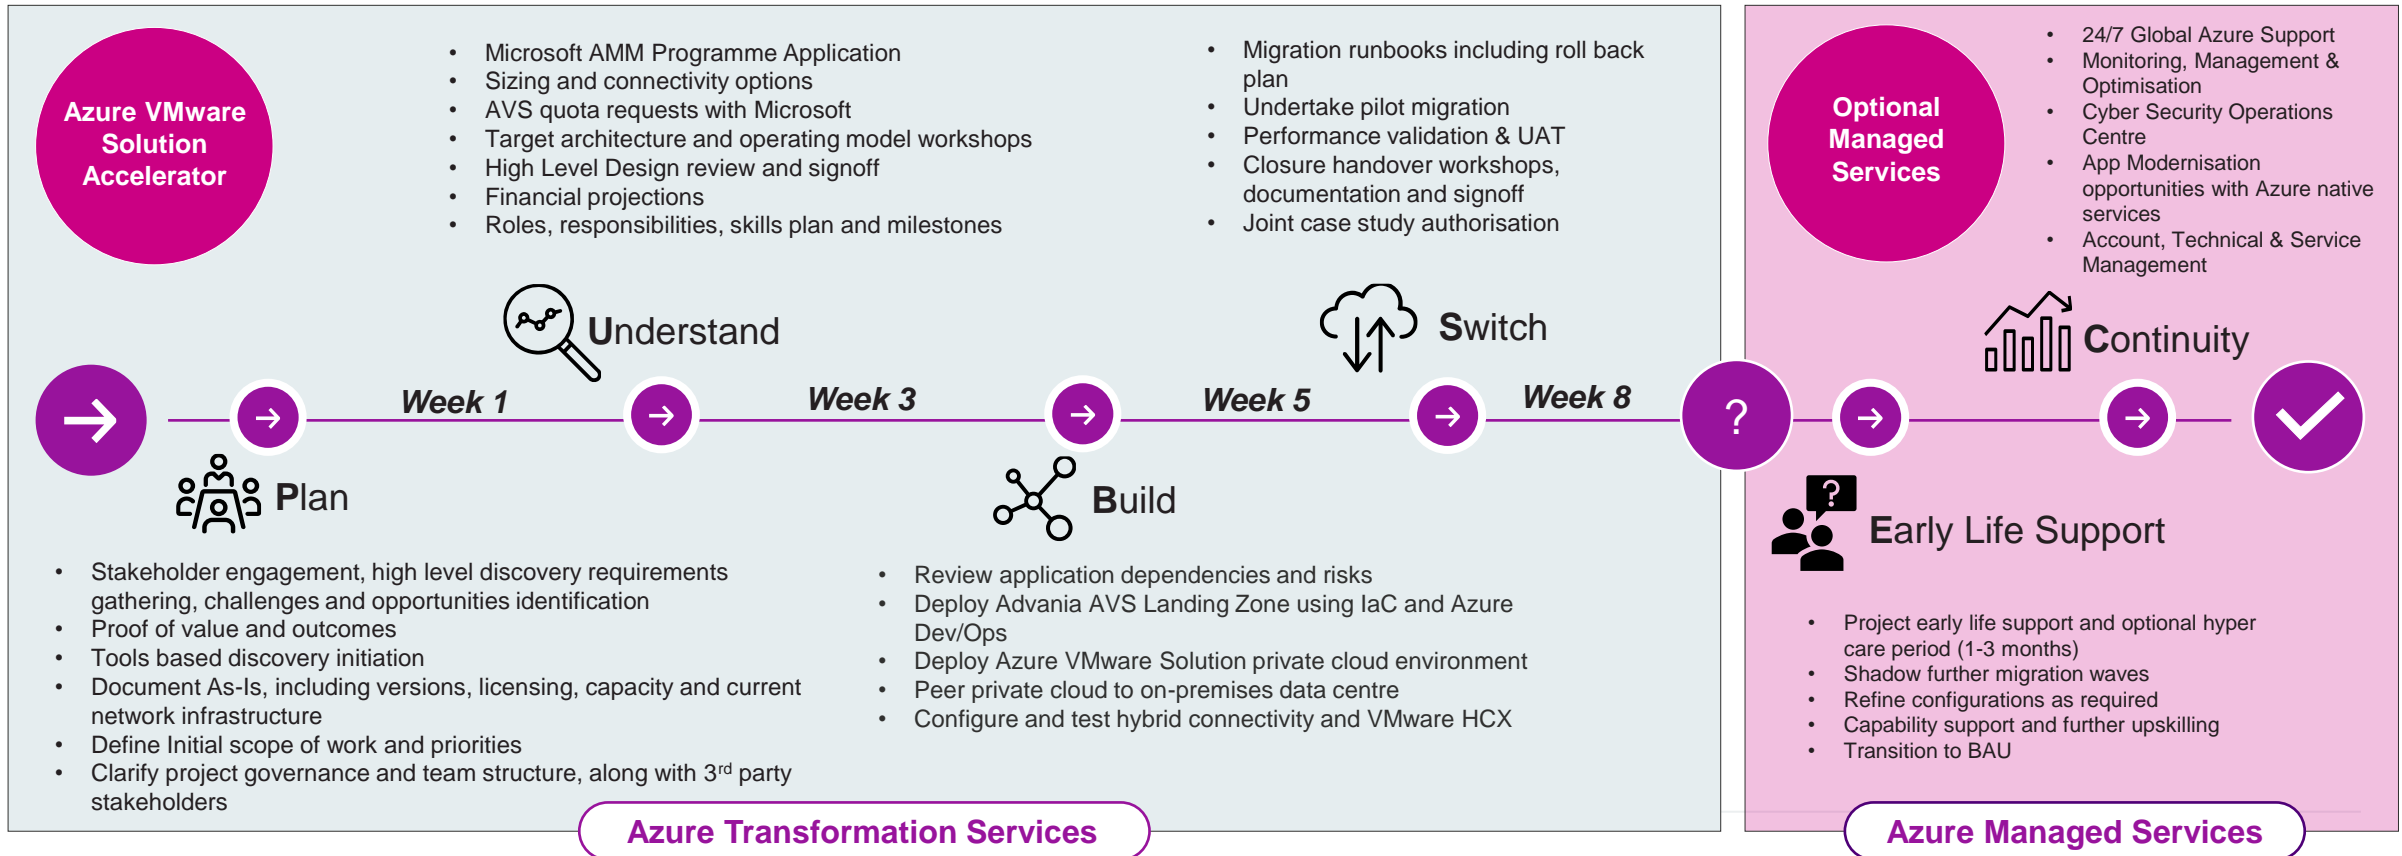 Azure VMware
Solution
Accelerator
• Microsoft AMM Programme Application
• Sizing and connectivity options
• AVS quota requests with Microsoft
• Target architecture and operating model workshops
• High Level Design review and signoff
• Financial projections
• Roles, responsibilities, skills plan and milestones
• Migration runbooks including roll back
plan
• Undertake pilot migration
• Performance validation & UAT
• Closure handover workshops,
documentation and signoff
• Joint case study authorisation
Optional
Managed
Services
• 24/7 Global Azure Support
• Monitoring, Management &
Optimisation
• Cyber Security Operations
Centre
• App Modernisation
opportunities with Azure native
services
• Account, Technical & Service
Management
Understand
Switch
Continuity
Week 1
Week 3
Week 5
Week 8
?
Plan
Build
?
Early Life Support
• Stakeholder engagement, high level discovery requirements
gathering, challenges and opportunities identification
• Proof of value and outcomes
• Tools based discovery initiation
• Document As-Is, including versions, licensing, capacity and current
network infrastructure
• Define Initial scope of work and priorities
• Clarify project governance and team structure, along with 3rd party
stakeholders
• Review application dependencies and risks
• Deploy Advania AVS Landing Zone using IaC and Azure
Dev/Ops
• Deploy Azure VMware Solution private cloud environment
• Peer private cloud to on-premises data centre
• Configure and test hybrid connectivity and VMware HCX
• Project early life support and optional hyper
care period (1-3 months)
• Shadow further migration waves
• Refine configurations as required
• Capability support and further upskilling
• Transition to BAU
Azure Transformation Services
Azure Managed Services